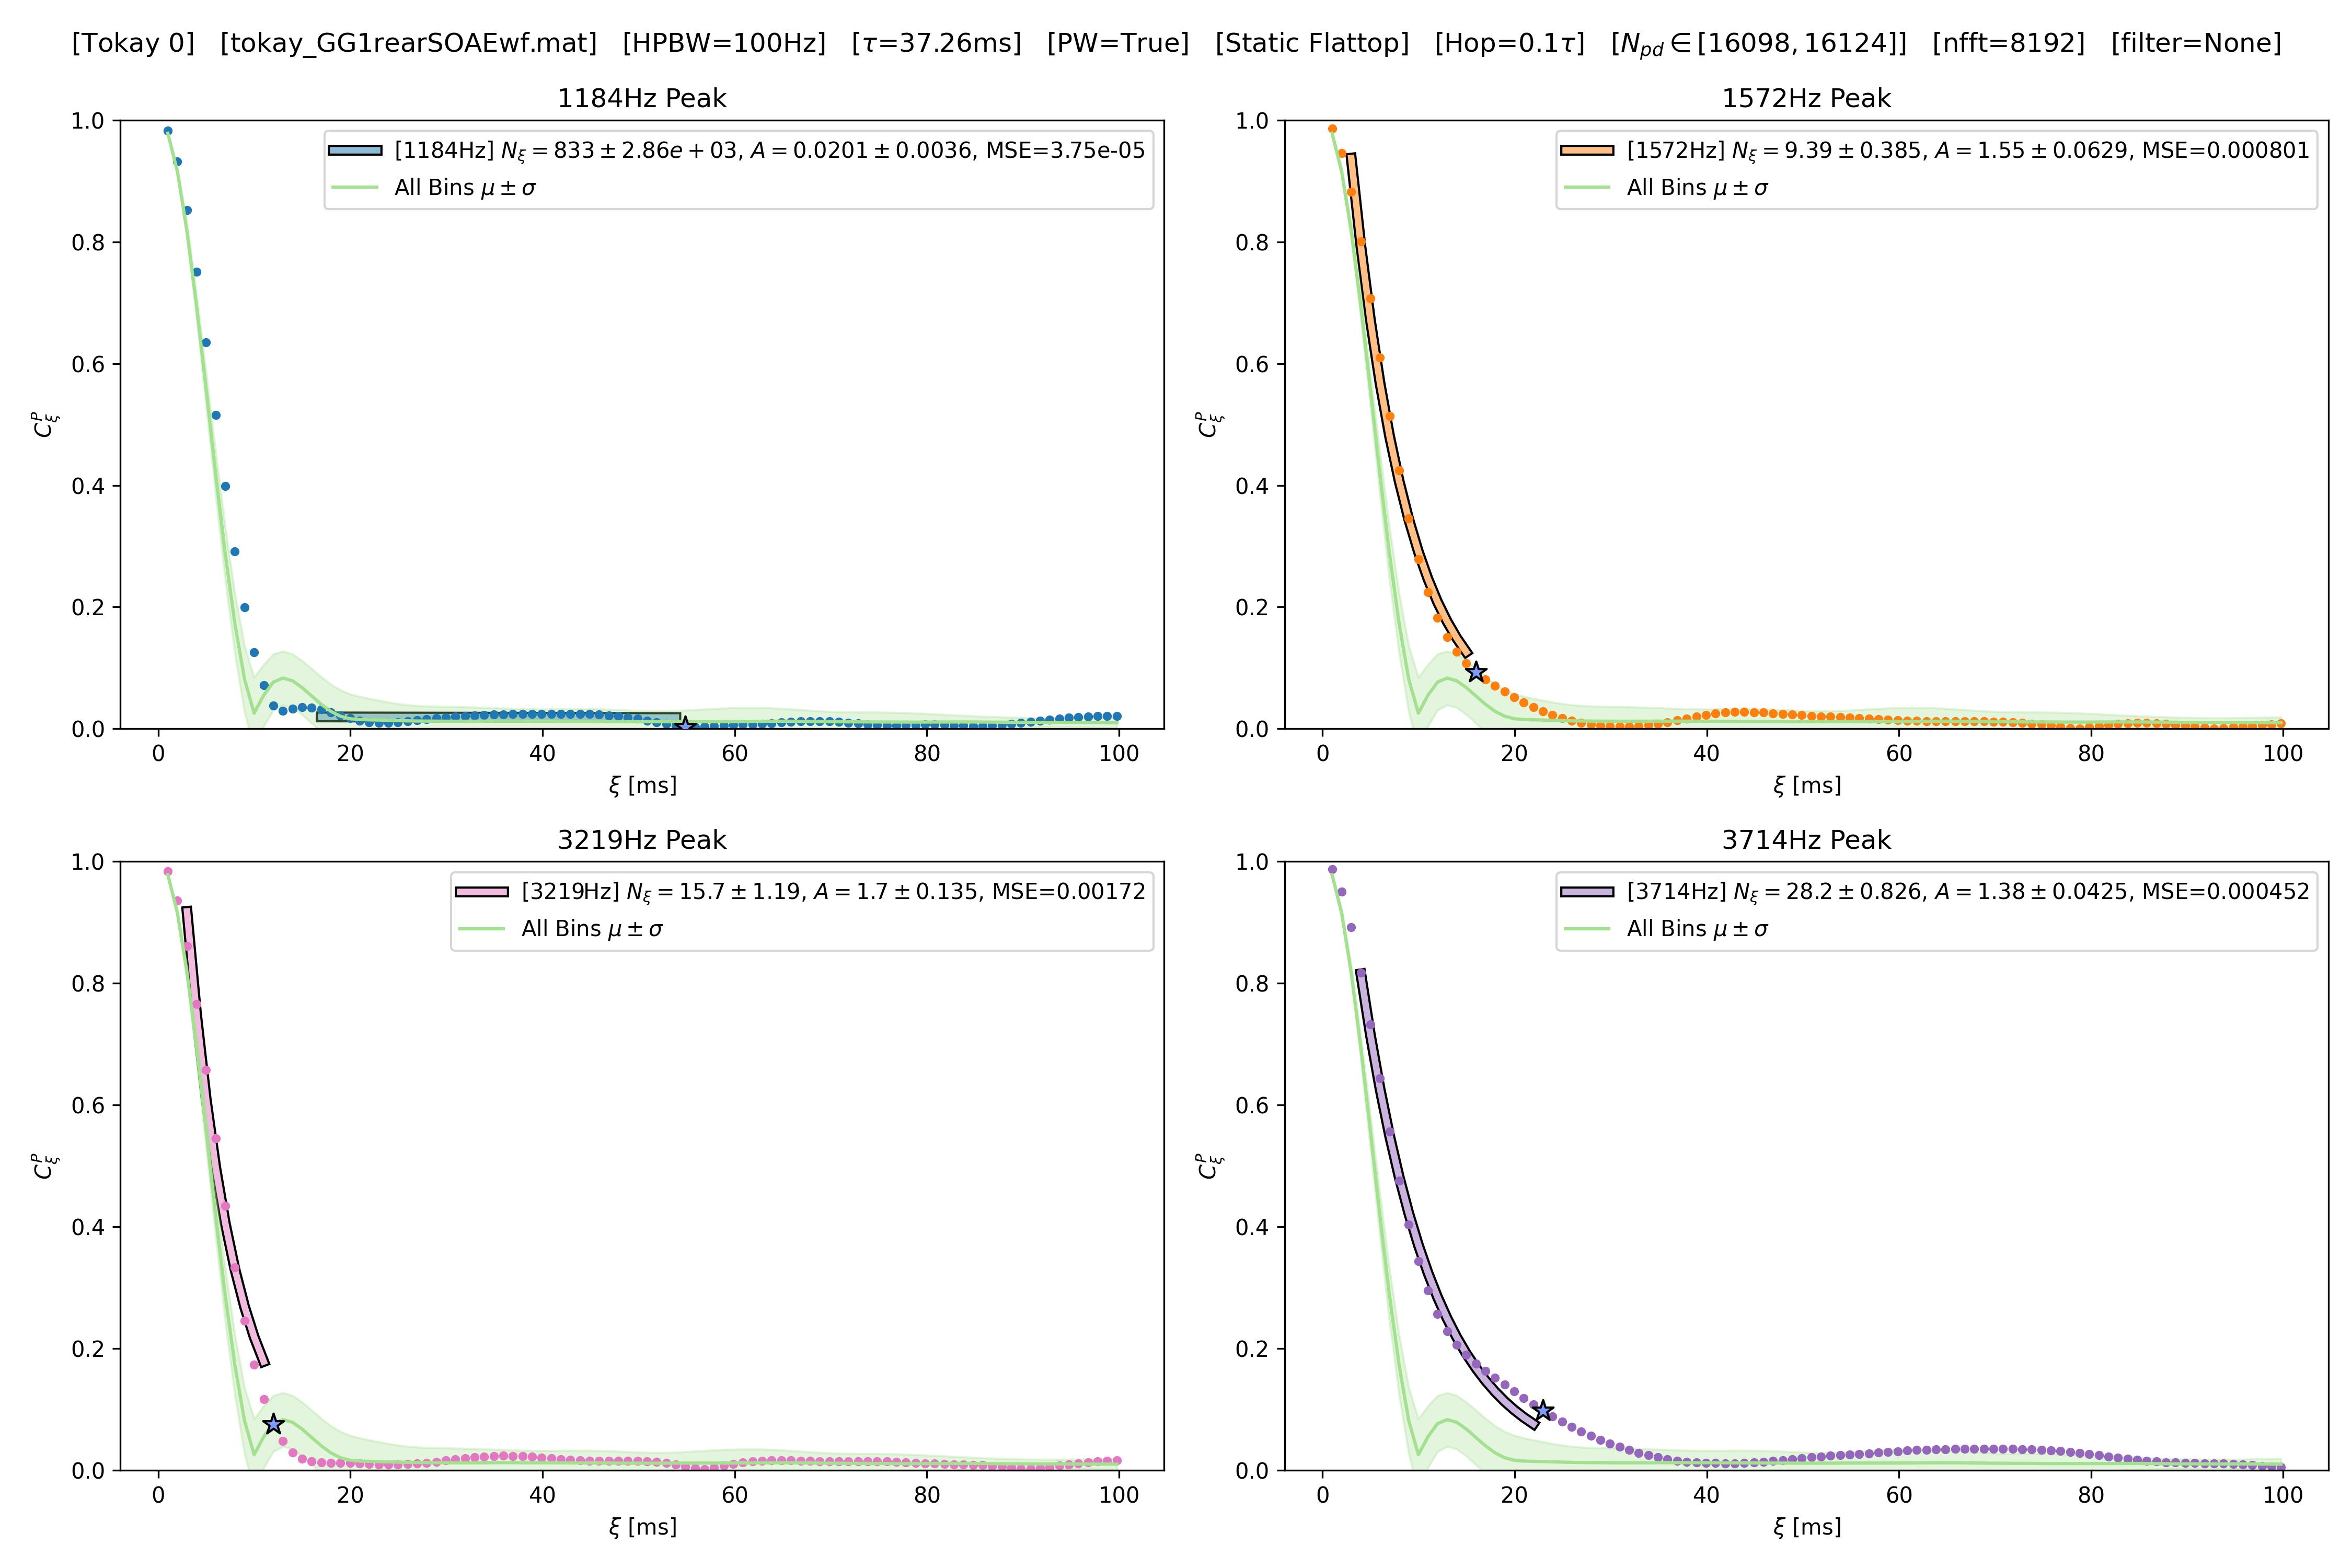 [Tokay 0] [tokay_GG1rearSOAEwf.mat] [HPBW=100Hz] [τ=37.26ms] [PW=True] [Static Flattop] [Hop=0.1τ] [N_pd ∈ [16098, 16124]] [nfft=8192] [filter=None]
1184Hz Peak
1.0
0.8
0.6
0.4
0.2
0.0
C_ξ^P
[1184Hz] N_ξ = 833 ± 2.86e + 03, A = 0.0201 ± 0.0036, MSE=3.75e-05
All Bins μ ± σ
0 20 40 60 80 100
ξ [ms]
1572Hz Peak
1.0
0.8
0.6
0.4
0.2
0.0
C_ξ^P
[1572Hz] N_ξ = 9.39 ± 0.385, A = 1.55 ± 0.0629, MSE=0.000801
All Bins μ ± σ
0 20 40 60 80 100
ξ [ms]
3219Hz Peak
1.0
0.8
0.6
0.4
0.2
0.0
C_ξ^P
[3219Hz] N_ξ = 15.7 ± 1.19, A = 1.7 ± 0.135, MSE=0.00172
All Bins μ ± σ
0 20 40 60 80 100
ξ [ms]
3714Hz Peak
1.0
0.8
0.6
0.4
0.2
0.0
C_ξ^P
[3714Hz] N_ξ = 28.2 ± 0.826, A = 1.38 ± 0.0425, MSE=0.000452
All Bins μ ± σ
0 20 40 60 80 100
ξ [ms]